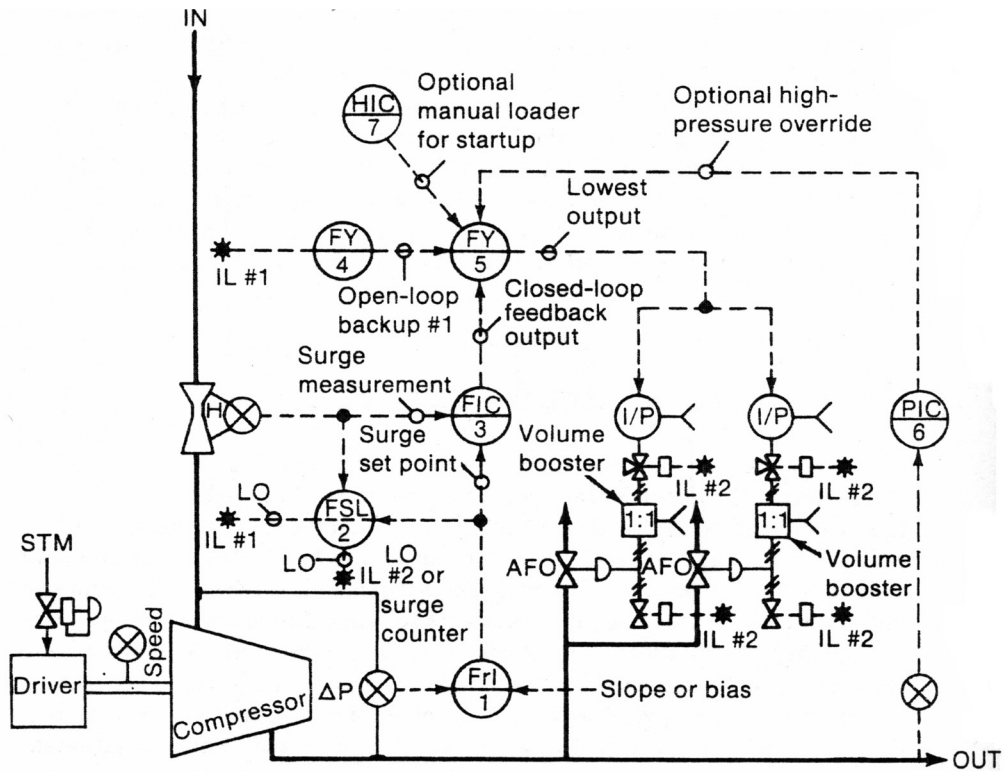 IN
Optional
manual loader
for startup
HIC
7
Optional high-
pressure override
Lowest
output
FY
4
FY
5
IL #1
Open-loop
backup #1
Closed-loop
feedback
output
Surge
measurement
H
FIC
3
I/P
I/P
PIC
6
Surge
set point
Volume
booster
IL #2
IL #2
LO
IL #1
FSL
2
1:1
1:1
STM
LO
LO
IL #2 or
surge
counter
AFO
AFO
Volume
booster
IL #2
IL #2
Speed
Driver
Compressor
ΔP
FrI
1
Slope or bias
OUT